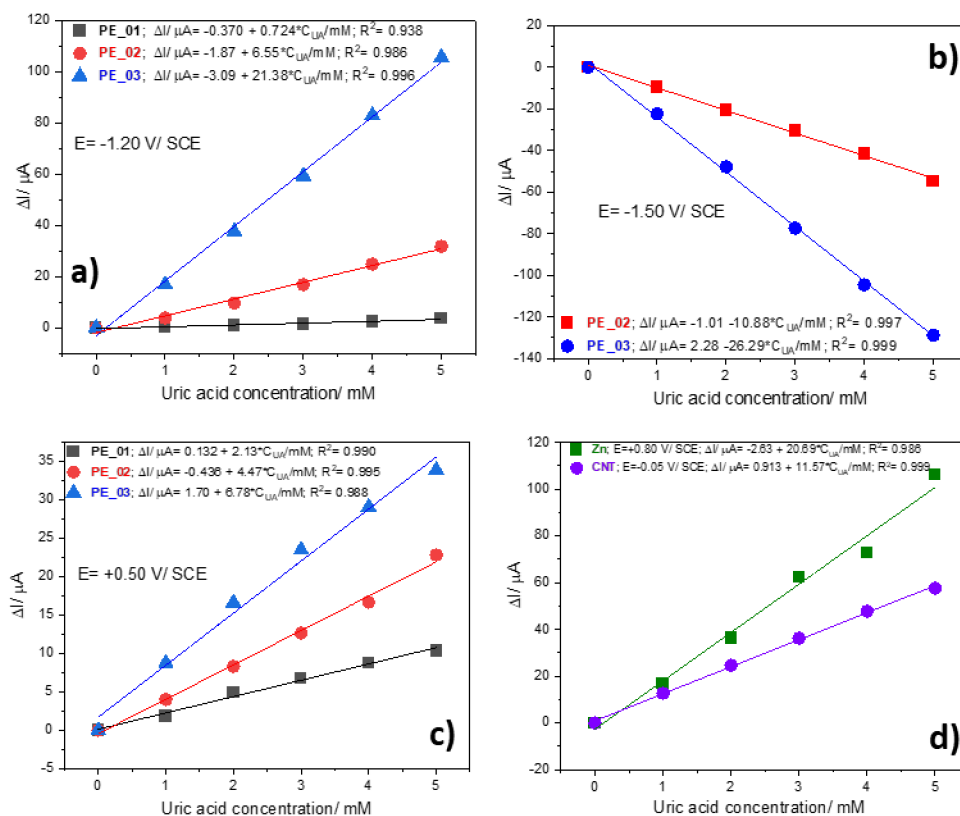 120
100
80
60
40
20
0
0 1 2 3 4 5
ΔI/ μA
Uric acid concentration/ mM
PE_01; ΔI/ μA= -0.370 + 0.724*C_UA/mM; R²= 0.938
PE_02; ΔI/ μA= -1.87 + 6.55*C_UA/mM; R²= 0.986
PE_03; ΔI/ μA= -3.09 + 21.38*C_UA/mM; R²= 0.996
E= -1.20 V/ SCE
a)
b)
0
-20
-40
-60
-80
-100
-120
-140
0 1 2 3 4 5
ΔI/ μA
Uric acid concentration/ mM
E= -1.50 V/ SCE
PE_02; ΔI/ μA= -1.01 -10.88*C_UA/mM; R²= 0.997
PE_03; ΔI/ μA= 2.28 -26.29*C_UA/mM; R²= 0.999
35
30
25
20
15
10
5
0
-5
0 1 2 3 4 5
ΔI/ μA
Uric acid concentration/ mM
PE_01; ΔI/ μA= 0.132 + 2.13*C_UA/mM; R²= 0.990
PE_02; ΔI/ μA= -0.436 + 4.47*C_UA/mM; R²= 0.995
PE_03; ΔI/ μA= 1.70 + 6.78*C_UA/mM; R²= 0.988
E= +0.50 V/ SCE
c)
120
100
80
60
40
20
0
-20
0 1 2 3 4 5
ΔI/ μA
Uric acid concentration/ mM
Zn; E=+0.80 V/ SCE; ΔI/ μA= -2.63 + 20.69*C_UA/mM; R²= 0.986
CNT; E=-0.05 V/ SCE; ΔI/ μA= 0.913 + 11.57*C_UA/mM; R²= 0.999
d)